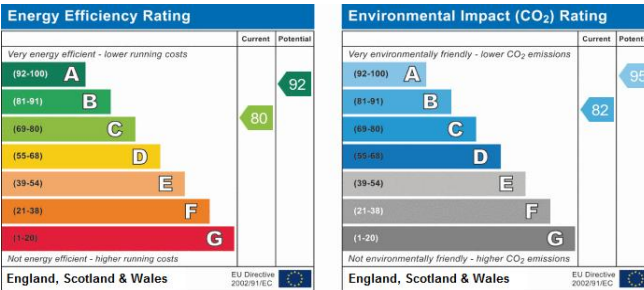 Energy Efficiency Rating
Current Potential
Very energy efficient - lower running costs
(92-100) A
(81-91) B
(69-80) C
(55-68) D
(39-54) E
(21-38) F
(1-20) G
80
92
Not energy efficient - higher running costs
England, Scotland & Wales
EU Directive
2002/91/EC
Environmental Impact (CO₂) Rating
Current Potent
Very environmentally friendly - lower CO₂ emissions
(92-100) A
(81-91) B
(69-80) C
(55-68) D
(39-54) E
(21-38) F
(1-20) G
82
95
Not environmentally friendly - higher CO₂ emissions
England, Scotland & Wales
EU Directive
2002/91/EC